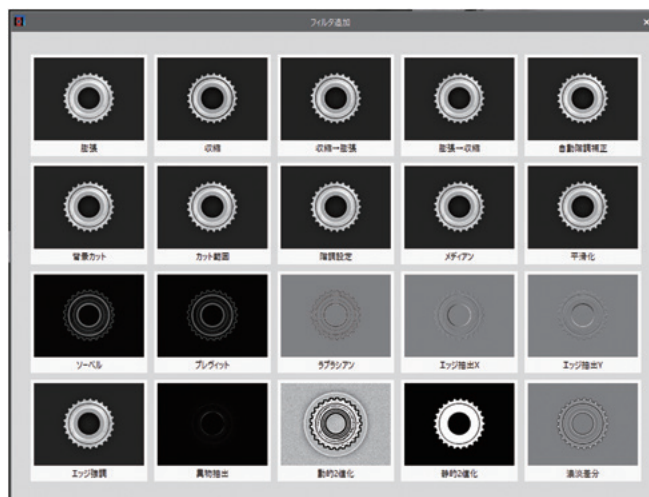 フィルタ追加
膨張
収縮
収縮→膨張
膨張→収縮
自動階調補正
背景カット
カット範囲
階調設定
メディアン
平滑化
ソーベル
プレヴィット
ラプラシアン
エッジ抽出X
エッジ抽出Y
エッジ強調
異物抽出
動的2値化
静的2値化
濃淡差分